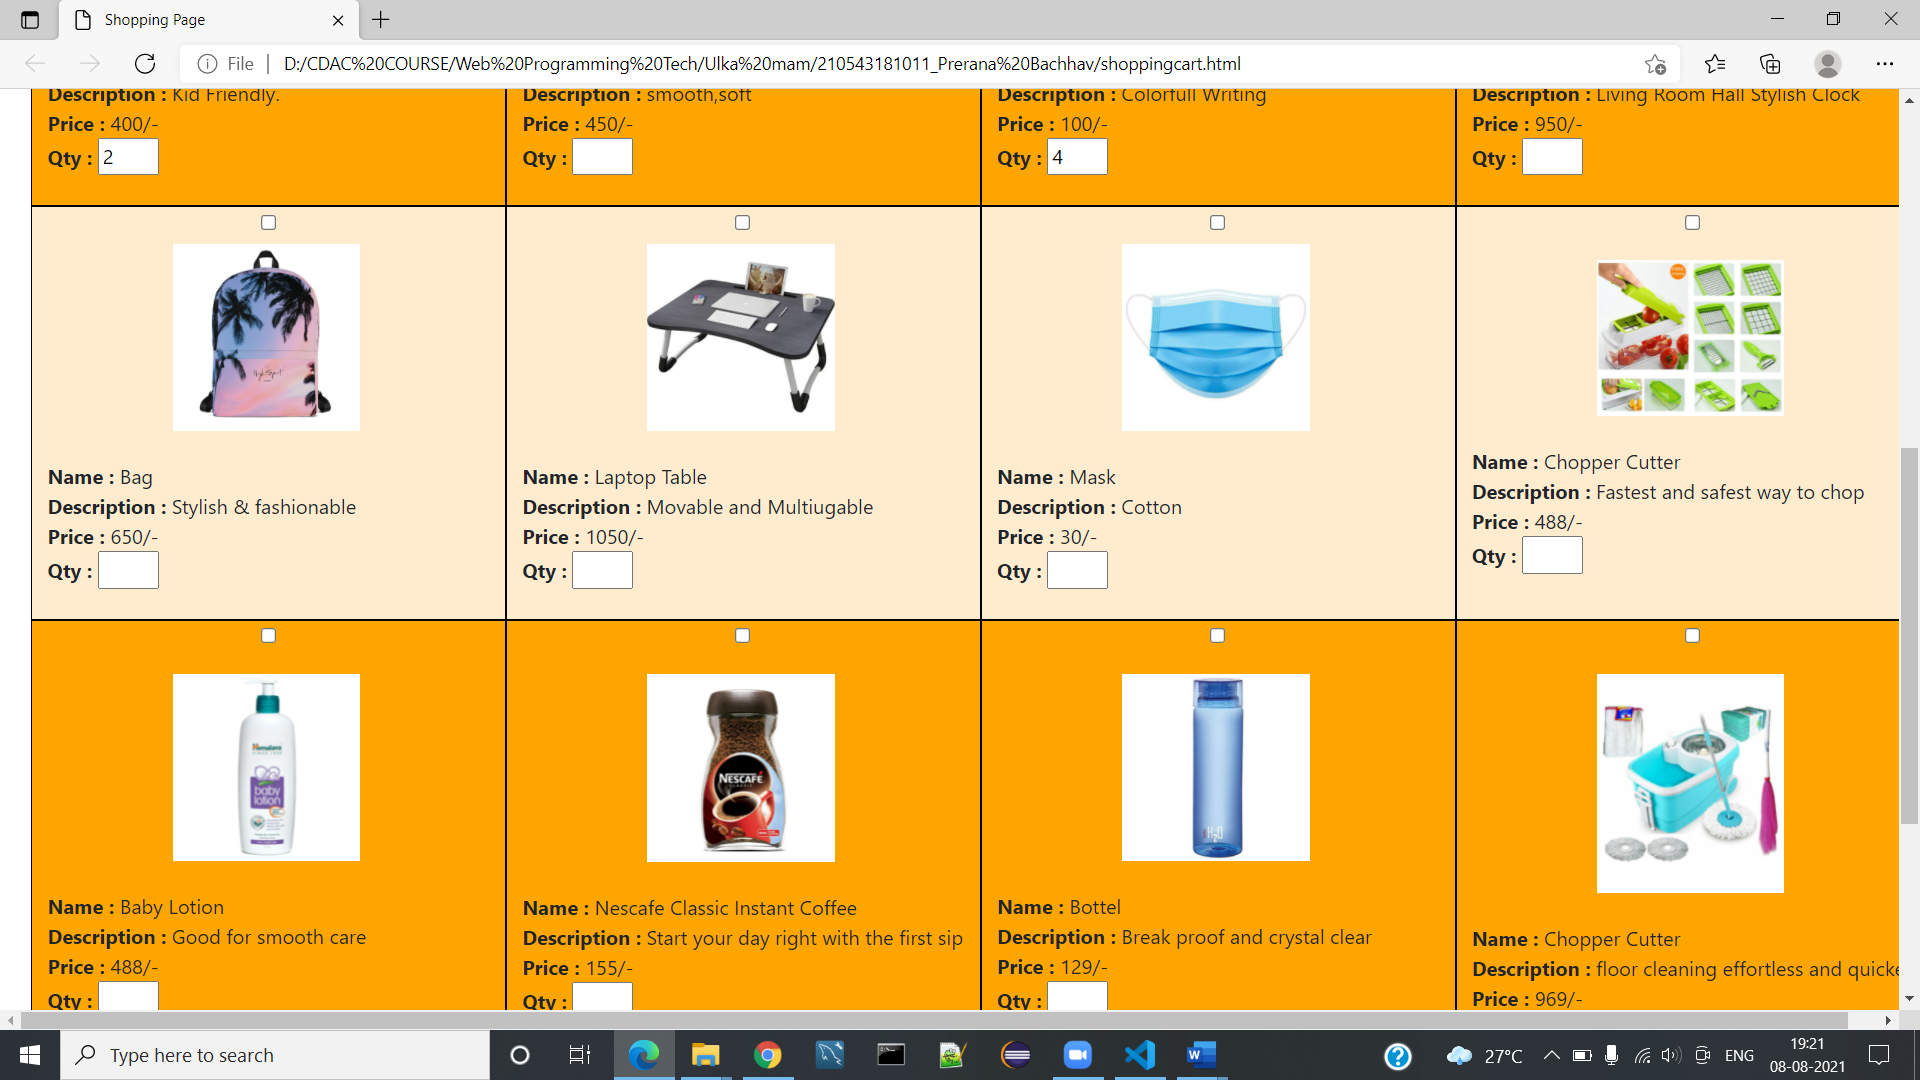 Shopping Page
File
D:/CDAC%20COURSE/Web%20Programming%20Tech/Ulka%20mam/210543181011_Prerana%20Bachhav/shoppingcart.html
Description : Kid Friendly.
Price : 400/-
Qty : 2
Description : smooth,soft
Price : 450/-
Qty :
Description : Colorfull Writing
Price : 100/-
Qty : 4
Description : Living Room Hall Stylish Clock
Price : 950/-
Qty :
Name : Bag
Description : Stylish & fashionable
Price : 650/-
Qty :
Name : Laptop Table
Description : Movable and Multiugable
Price : 1050/-
Qty :
Name : Mask
Description : Cotton
Price : 30/-
Qty :
Name : Chopper Cutter
Description : Fastest and safest way to chop
Price : 488/-
Qty :
Himalaya
baby
lotion
Name : Baby Lotion
Description : Good for smooth care
Price : 488/-
Qty :
NESCAFÉ
CLASSIC
Name : Nescafe Classic Instant Coffee
Description : Start your day right with the first sip
Price : 155/-
Qty :
H2O
Name : Bottel
Description : Break proof and crystal clear
Price : 129/-
Qty :
Name : Chopper Cutter
Description : floor cleaning effortless and quicke
Price : 969/-
Type here to search
27°C
ENG
19:21
08-08-2021